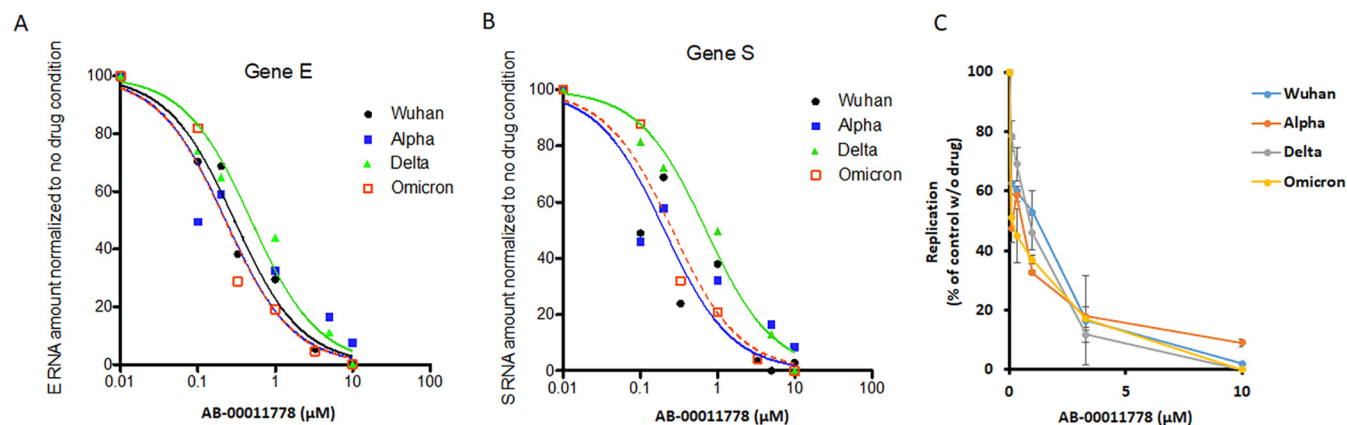 A
Gene E
E RNA amount normalized to no drug condition
100
80
60
40
20
0
0.01
0.1
1
10
100
AB-00011778 (µM)
Wuhan
Alpha
Delta
Omicron
B
Gene S
S RNA amount normalized to no drug condition
100
80
60
40
20
0
0.01
0.1
1
10
100
AB-00011778 (µM)
Wuhan
Alpha
Delta
Omicron
C
Replication
(% of control w/o drug)
100
80
60
40
20
0
0
5
10
AB-00011778 (µM)
Wuhan
Alpha
Delta
Omicron